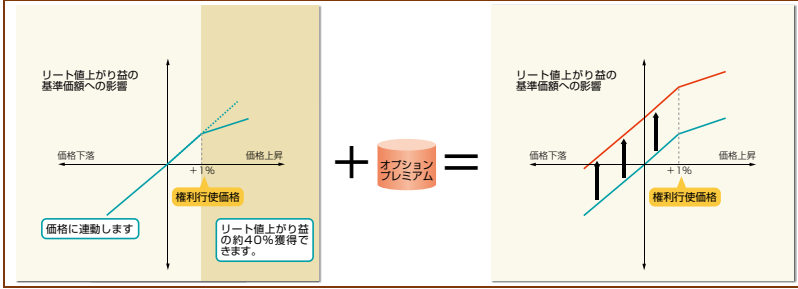 リート値上がり益の
基準価額への影響
価格下落
価格上昇
+1%
権利行使価格
価格に連動します
リート値上がり益
の約40%獲得で
きます。
+
オプション
プレミアム
=
リート値上がり益の
基準価額への影響
価格下落
価格上昇
+1%
権利行使価格